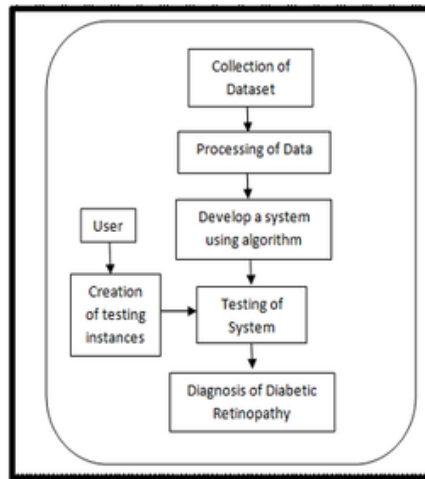 Collection of
Dataset
Processing of Data
Develop a system
using algorithm
User
Creation
of testing
instances
Testing of
System
Diagnosis of Diabetic
Retinopathy